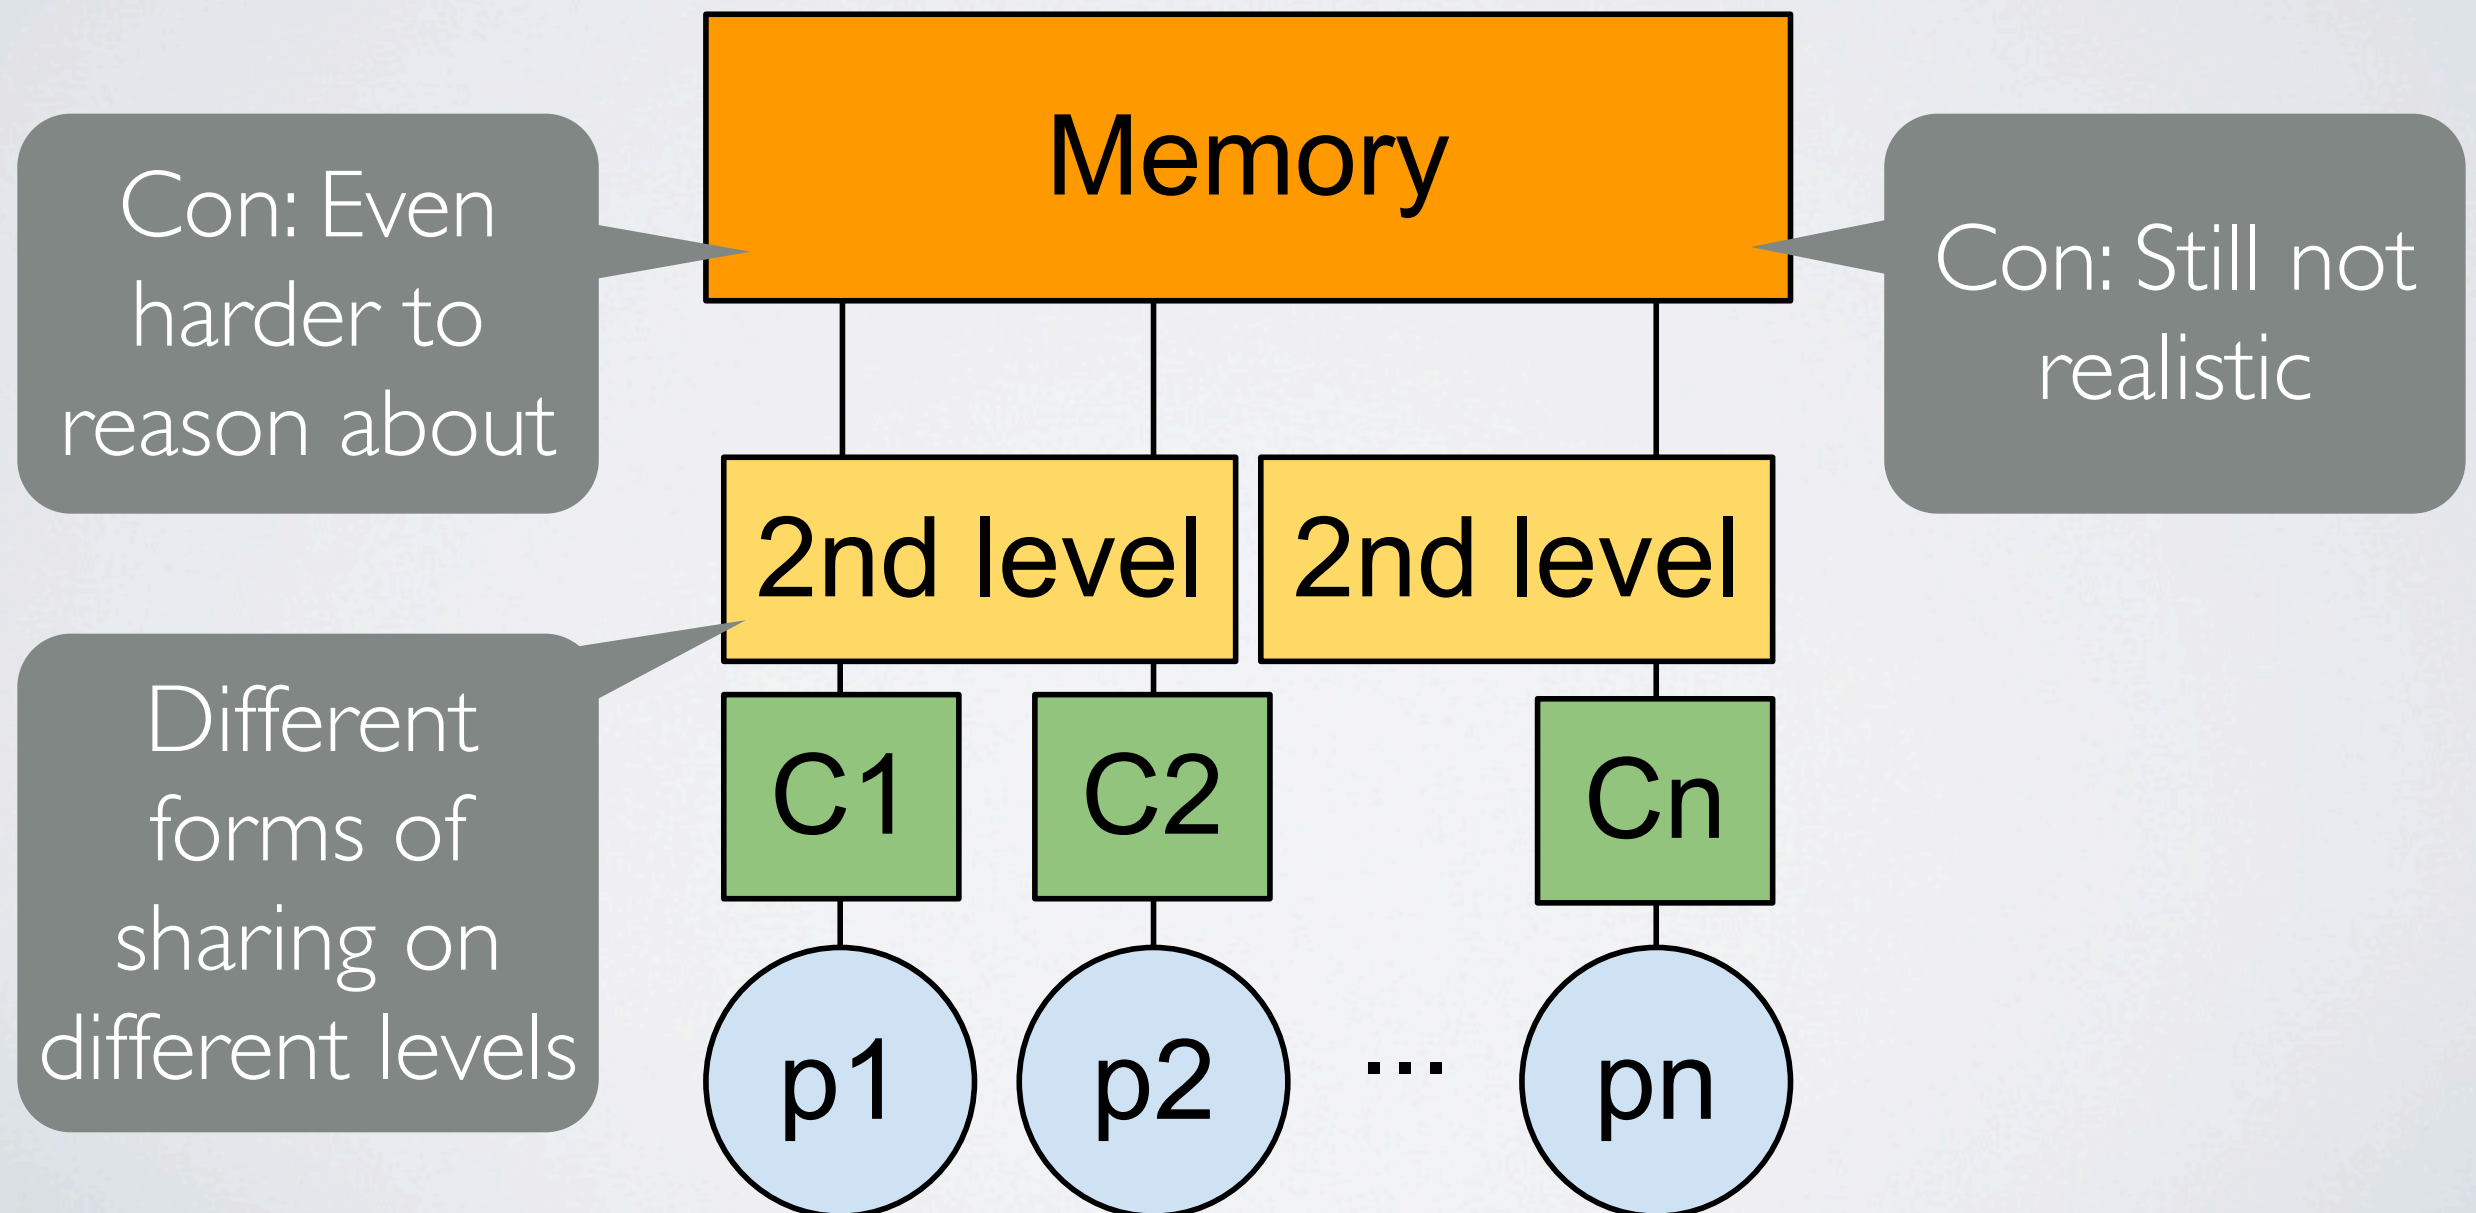 Memory
Con: Even
harder to
reason about
Con: Still not
realistic
2nd level
2nd level
Different
forms of
sharing on
different levels
C1
C2
Cn
p1
p2
...
pn